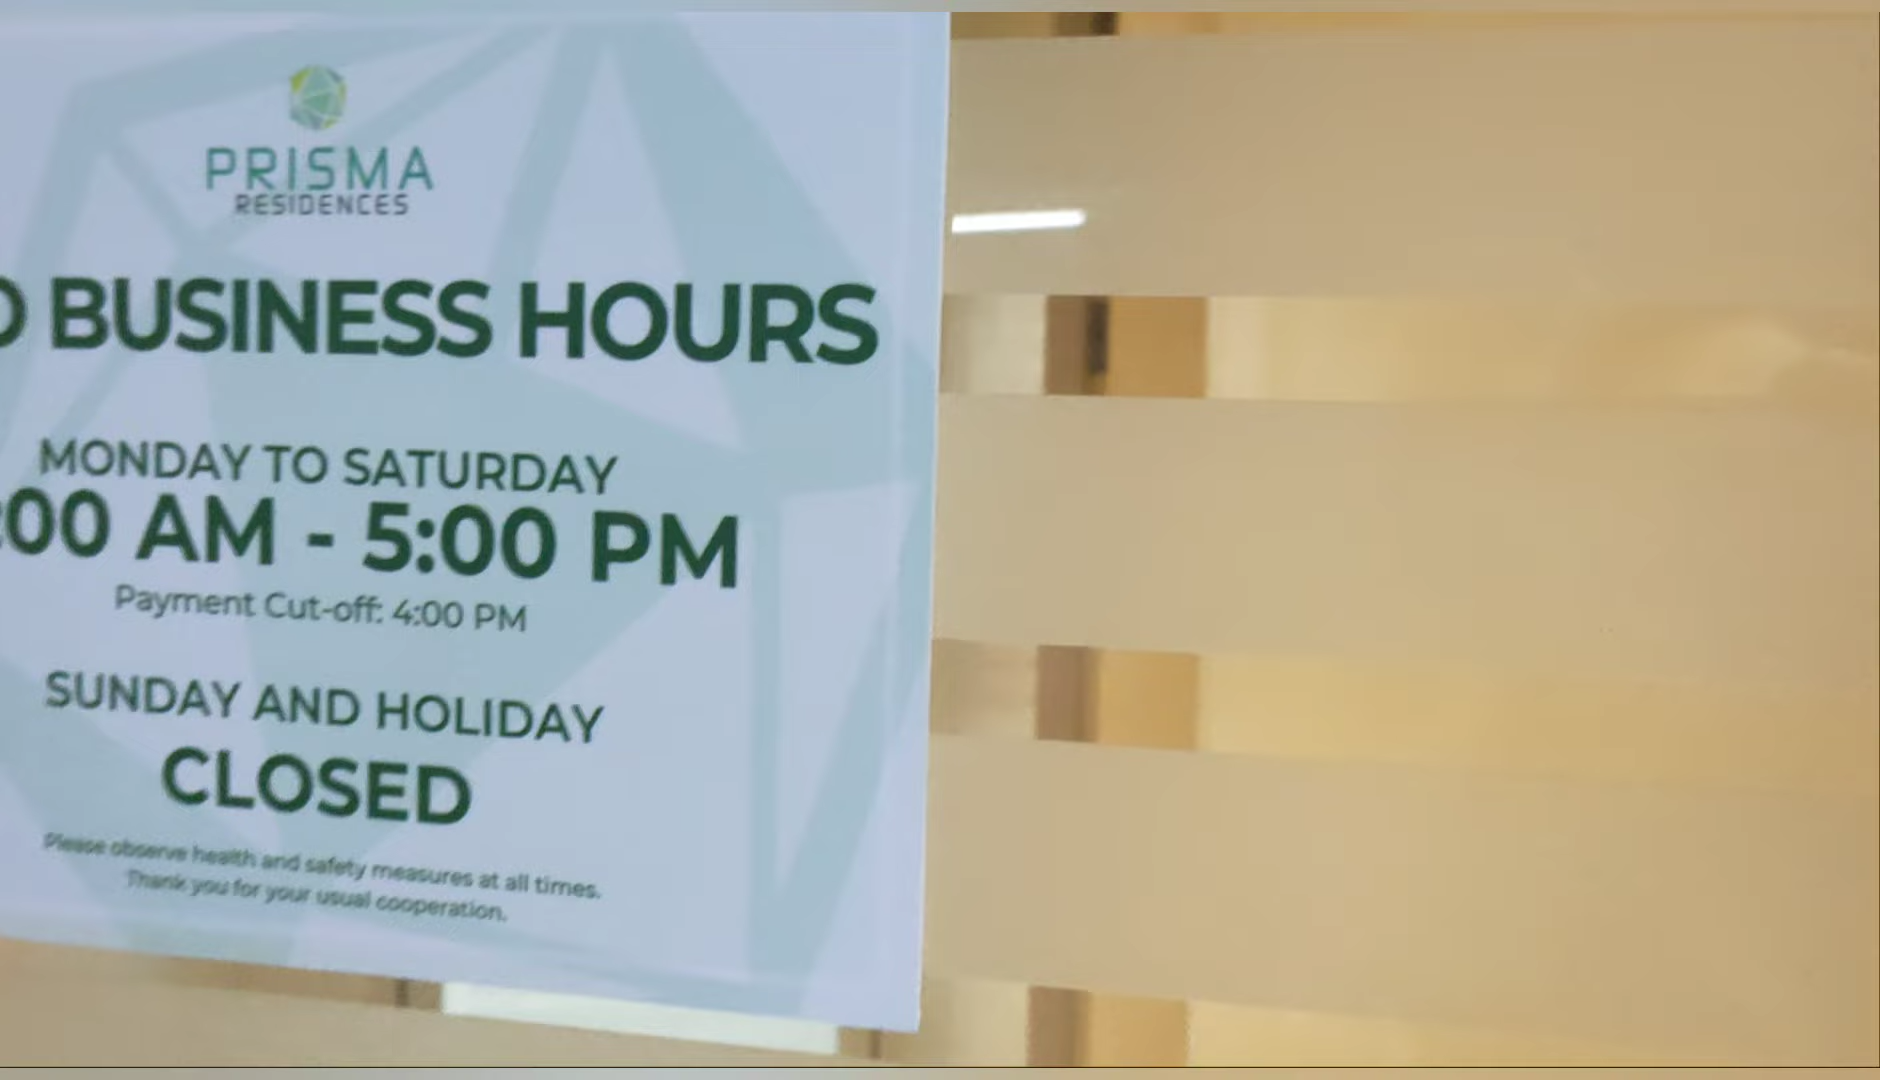 PRISMA
RESIDENCES
BUSINESS HOURS
MONDAY TO SATURDAY
:00 AM - 5:00 PM
Payment Cut-off: 4:00 PM
SUNDAY AND HOLIDAY
CLOSED
Please observe health and safety measures at all times.
Thank you for your usual cooperation.